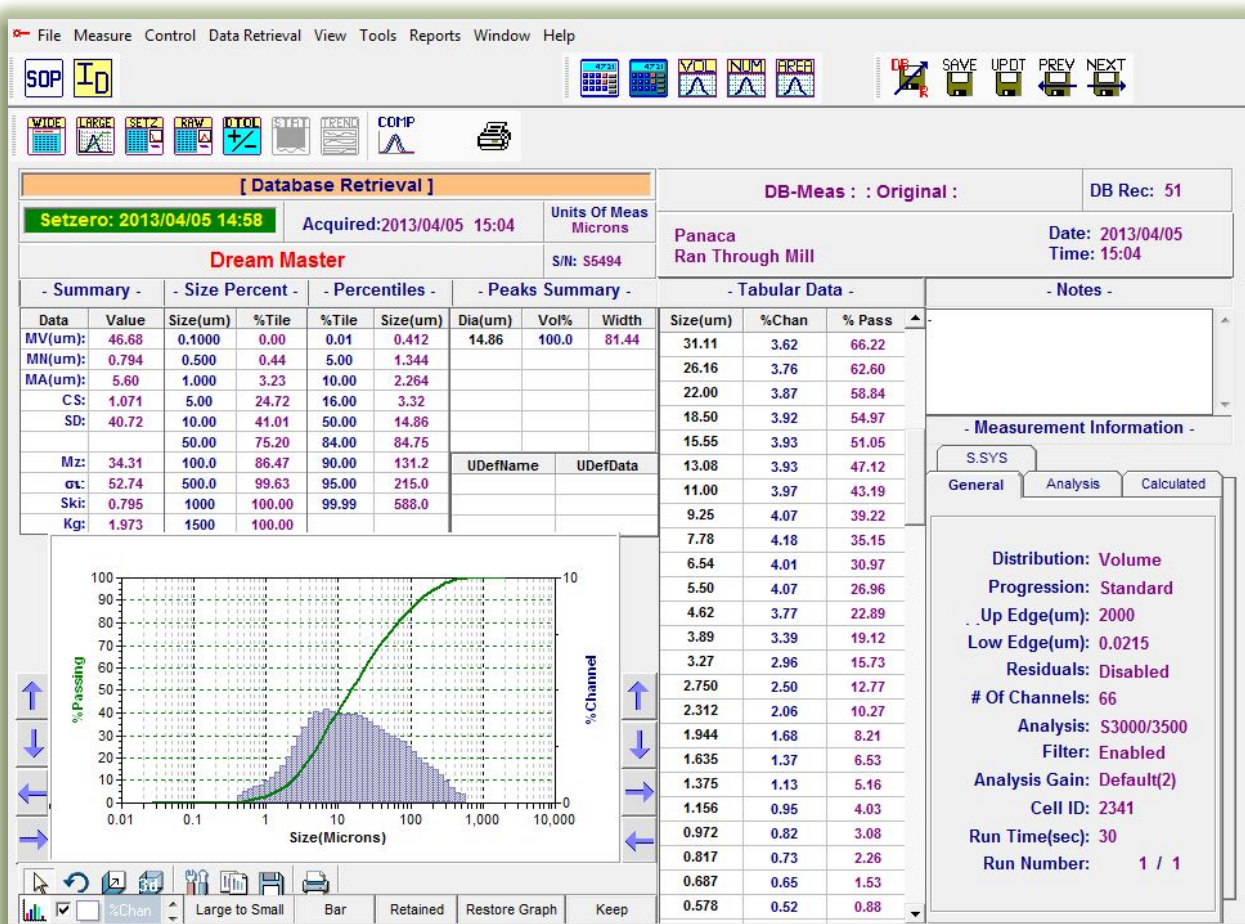 File Measure Control Data Retrieval View Tools Reports Window Help
SOP ID 4721 4721 VOL NUM AREA DB R SAVE UPDT PREV NEXT
WIDE LARGE SETZ RAW DTOL STAT TREND COMP
[ Database Retrieval ]
DB-Meas : : Original :
DB Rec: 51
Setzero: 2013/04/05 14:58
Acquired:2013/04/05 15:04
Units Of Meas
Microns
Panaca
Ran Through Mill
Date: 2013/04/05
Time: 15:04
Dream Master
S/N: S5494
- Summary - - Size Percent - - Percentiles - - Peaks Summary -
Data Value Size(um) %Tile %Tile Size(um) Dia(um) Vol% Width
MV(um): 46.68 0.1000 0.00 0.01 0.412 14.86 100.0 81.44
MN(um): 0.794 0.500 0.44 5.00 1.344
MA(um): 5.60 1.000 3.23 10.00 2.264
CS: 1.071 5.00 24.72 16.00 3.32
SD: 40.72 10.00 41.01 50.00 14.86
50.00 75.20 84.00 84.75
Mz: 34.31 100.0 86.47 90.00 131.2 UDefName UDefData
σι: 52.74 500.0 99.63 95.00 215.0
Ski: 0.795 1000 100.00 99.99 588.0
Kg: 1.973 1500 100.00
100 10
90
80
70
60
50
40
30
20
10
0 0
%Passing
%Channel
0.01 0.1 1 10 100 1,000 10,000
Size(Microns)
3d
%Chan Large to Small Bar Retained Restore Graph Keep
- Tabular Data -
Size(um) %Chan % Pass
31.11 3.62 66.22
26.16 3.76 62.60
22.00 3.87 58.84
18.50 3.92 54.97
15.55 3.93 51.05
13.08 3.93 47.12
11.00 3.97 43.19
9.25 4.07 39.22
7.78 4.18 35.15
6.54 4.01 30.97
5.50 4.07 26.96
4.62 3.77 22.89
3.89 3.39 19.12
3.27 2.96 15.73
2.750 2.50 12.77
2.312 2.06 10.27
1.944 1.68 8.21
1.635 1.37 6.53
1.375 1.13 5.16
1.156 0.95 4.03
0.972 0.82 3.08
0.817 0.73 2.26
0.687 0.65 1.53
0.578 0.52 0.88
- Notes -
-
- Measurement Information -
S.SYS
General Analysis Calculated
Distribution: Volume
Progression: Standard
Up Edge(um): 2000
Low Edge(um): 0.0215
Residuals: Disabled
# Of Channels: 66
Analysis: S3000/3500
Filter: Enabled
Analysis Gain: Default(2)
Cell ID: 2341
Run Time(sec): 30
Run Number: 1 / 1